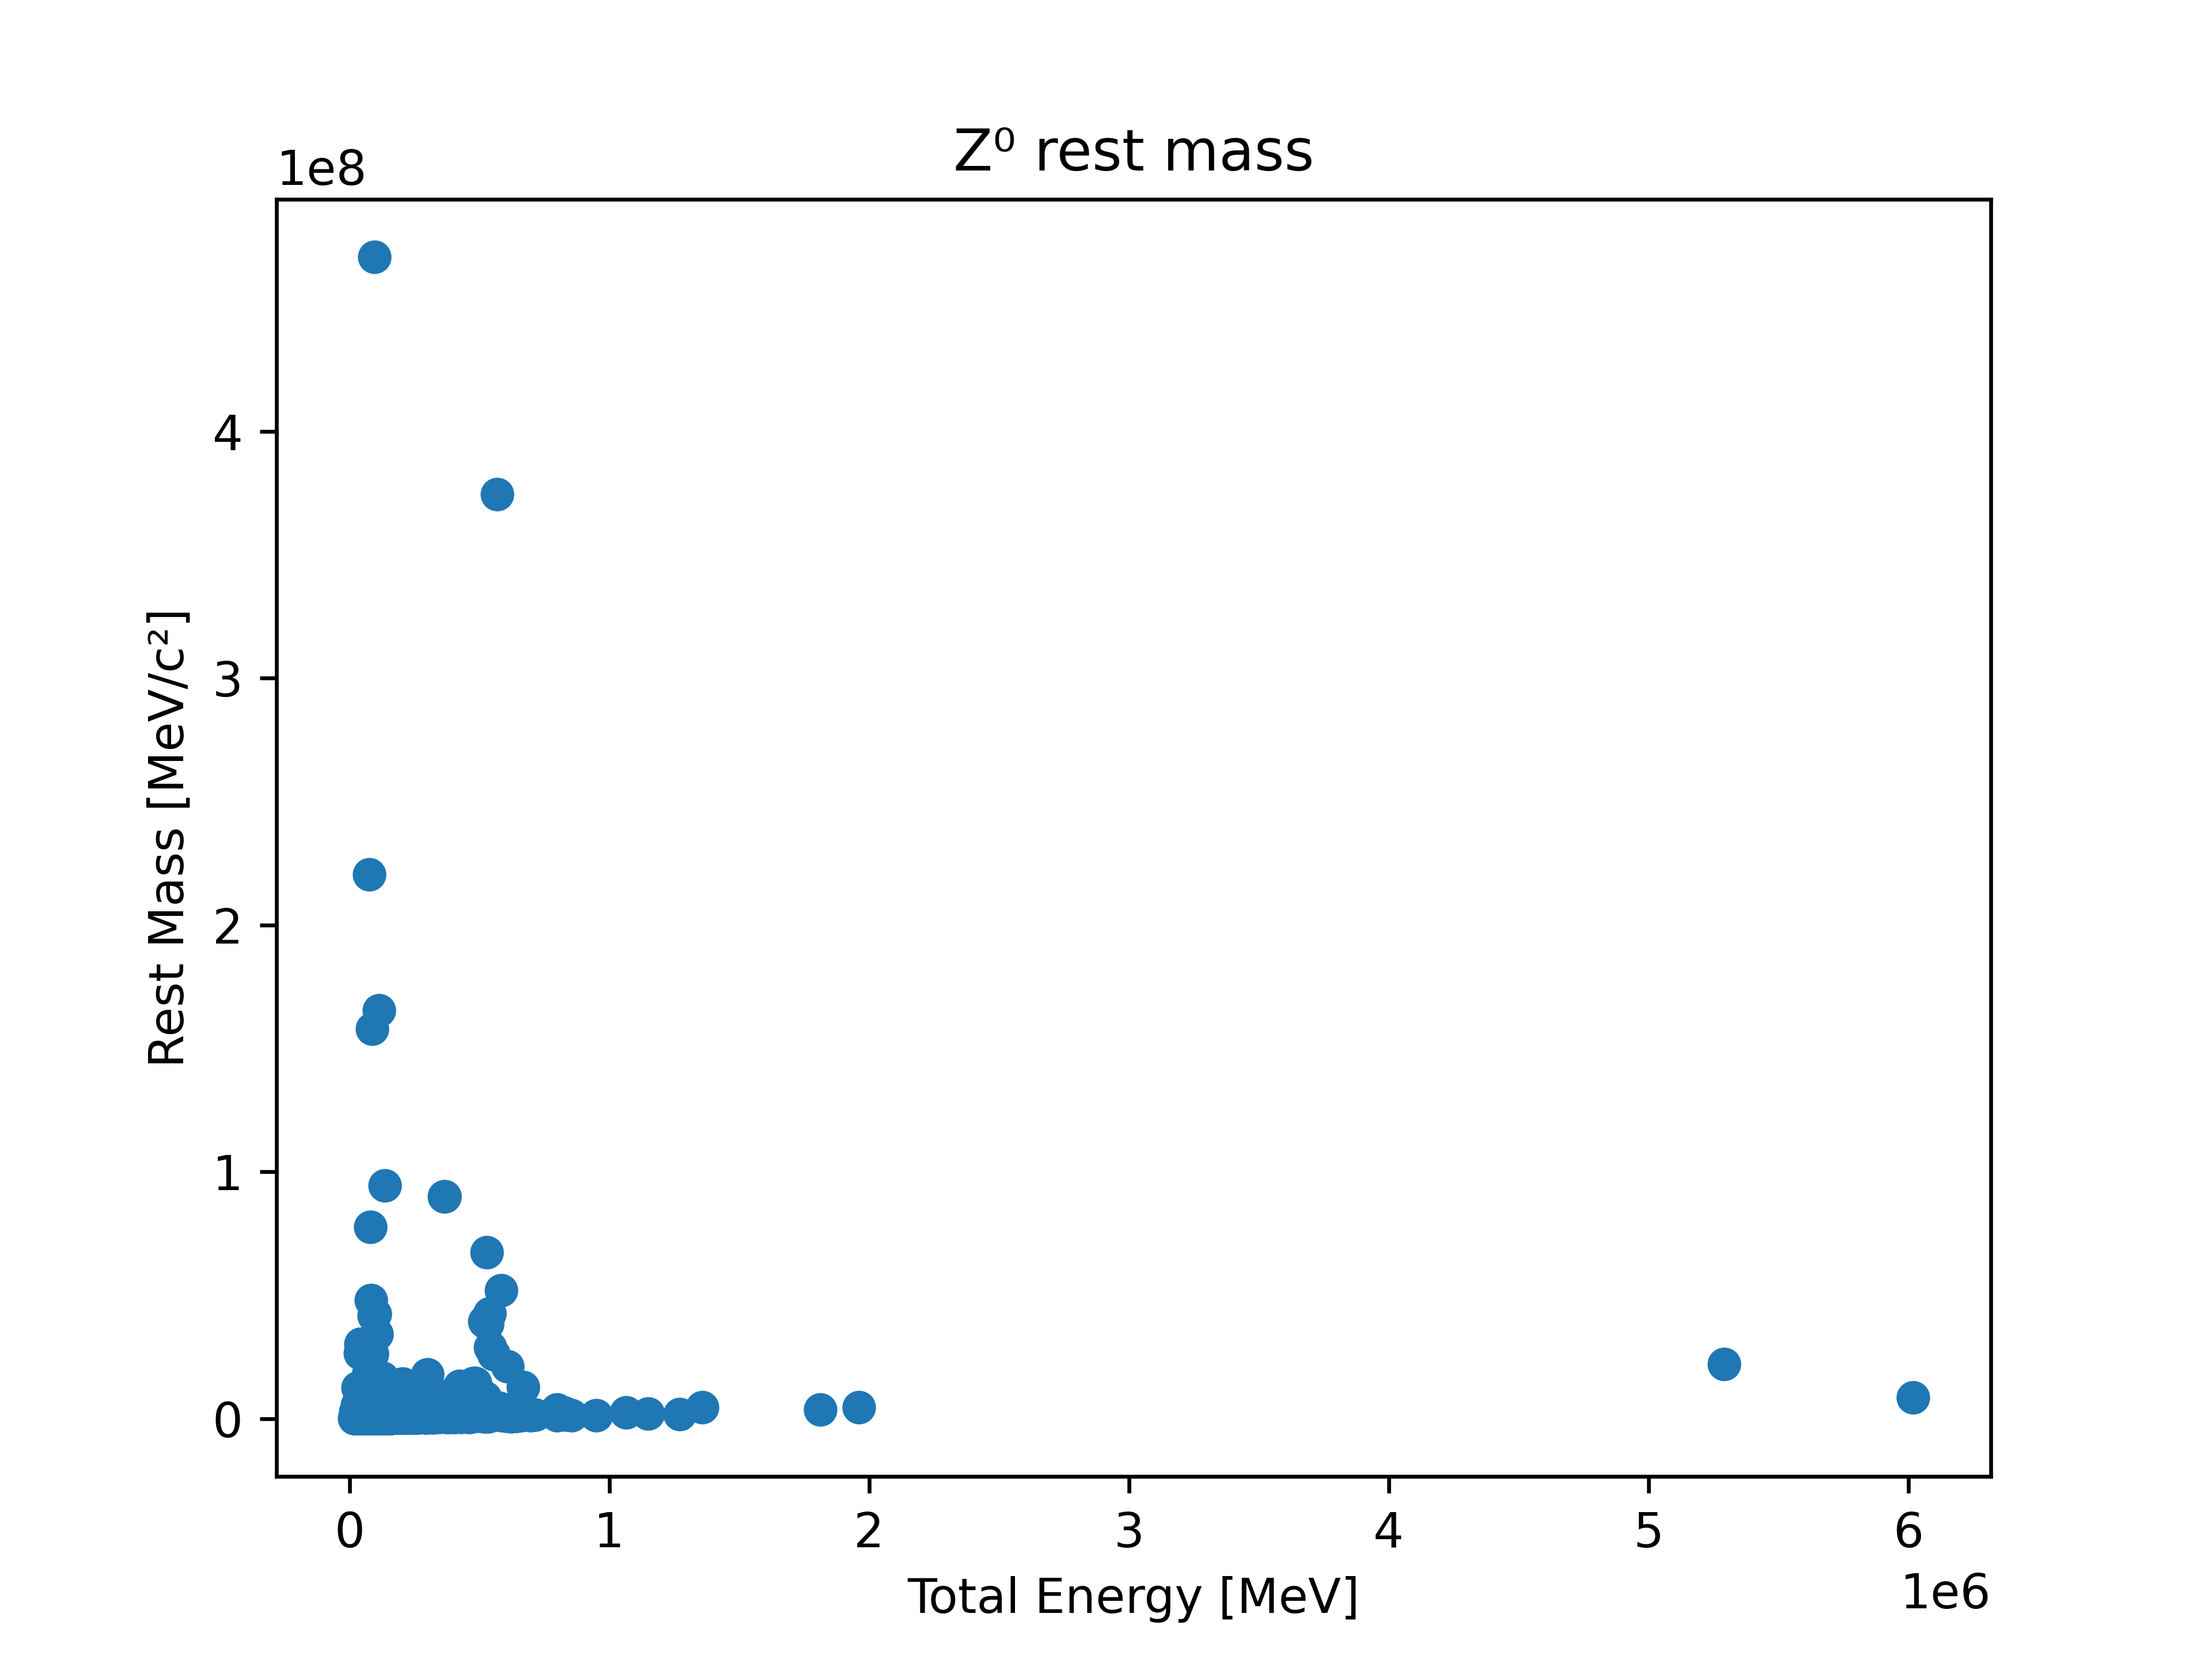 Z⁰ rest mass
1e8
4
3
2
1
0
Rest Mass [MeV/c²]
0 1 2 3 4 5 6
1e6
Total Energy [MeV]